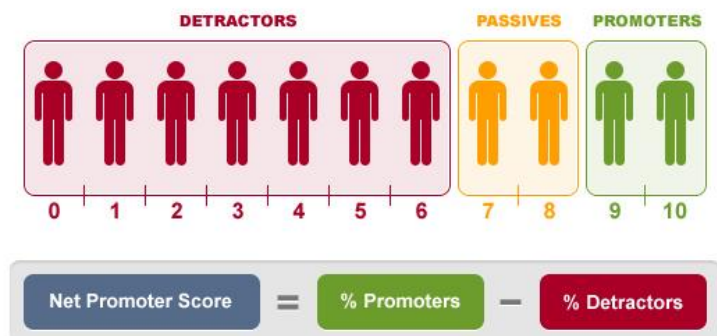 DETRACTORS PASSIVES PROMOTERS
0 1 2 3 4 5 6 7 8 9 10
Net Promoter Score = % Promoters − % Detractors